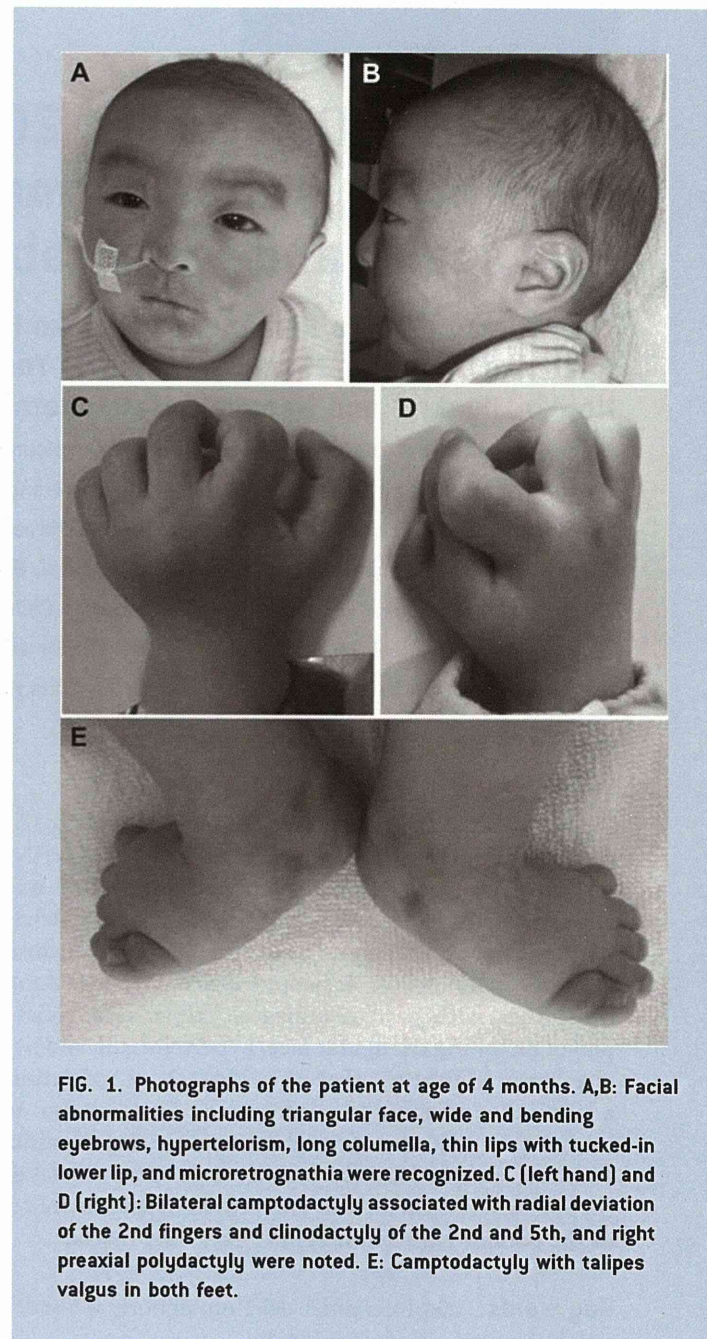 A
B
C
D
E
FIG. 1. Photographs of the patient at age of 4 months. A,B: Facial
abnormalities including triangular face, wide and bending
eyebrows, hypertelorism, long columella, thin lips with tucked-in
lower lip, and microretrognathia were recognized. C (left hand) and
D (right): Bilateral camptodactyly associated with radial deviation
of the 2nd fingers and clinodactyly of the 2nd and 5th, and right
preaxial polydactyly were noted. E: Camptodactyly with talipes
valgus in both feet.